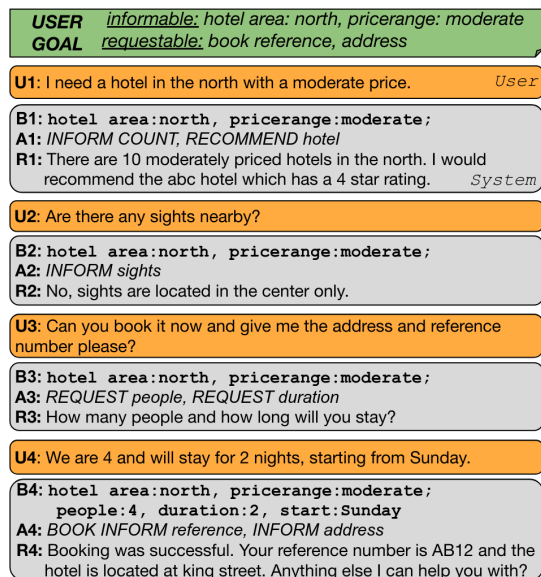 USER GOAL informable: hotel area: north, pricerange: moderate
requestable: book reference, address
U1: I need a hotel in the north with a moderate price. User
B1: hotel area:north, pricerange:moderate;
A1: INFORM COUNT, RECOMMEND hotel
R1: There are 10 moderately priced hotels in the north. I would
recommend the abc hotel which has a 4 star rating. System
U2: Are there any sights nearby?
B2: hotel area:north, pricerange:moderate;
A2: INFORM sights
R2: No, sights are located in the center only.
U3: Can you book it now and give me the address and reference
number please?
B3: hotel area:north, pricerange:moderate;
A3: REQUEST people, REQUEST duration
R3: How many people and how long will you stay?
U4: We are 4 and will stay for 2 nights, starting from Sunday.
B4: hotel area:north, pricerange:moderate;
people:4, duration:2, start:Sunday
A4: BOOK INFORM reference, INFORM address
R4: Booking was successful. Your reference number is AB12 and the
hotel is located at king street. Anything else I can help you with?